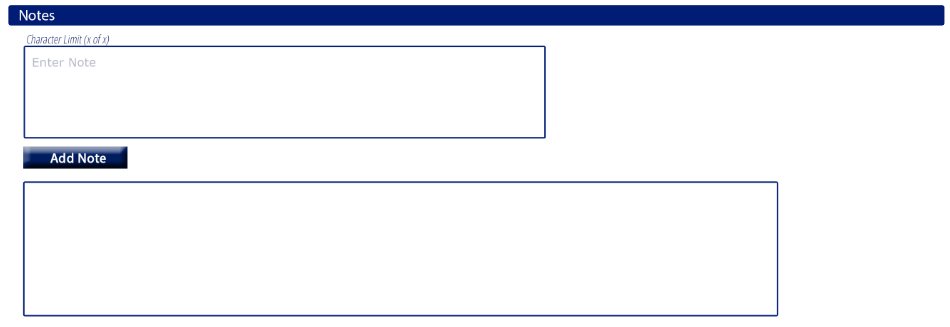 Notes
Character Limit (x of x)
Enter Note
Add Note